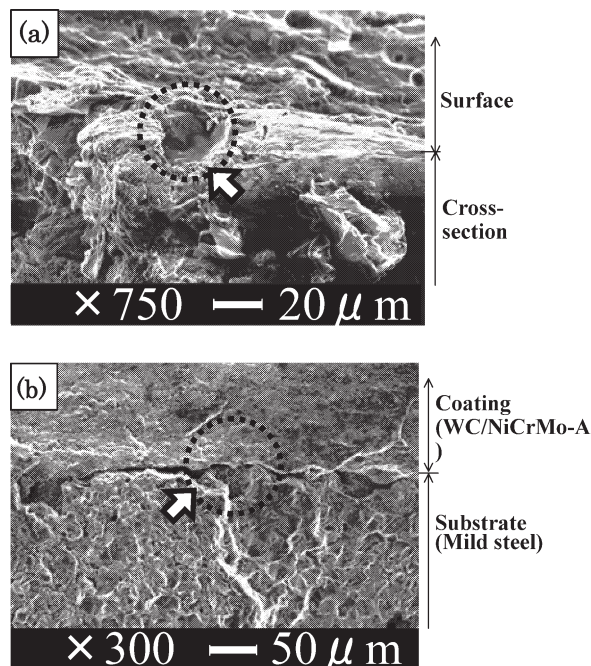 (a)
Surface
Cross-
section
× 750 20 μ m
(b)
Coating
(WC/NiCrMo-A
)
Substrate
(Mild steel)
× 300 50 μ m